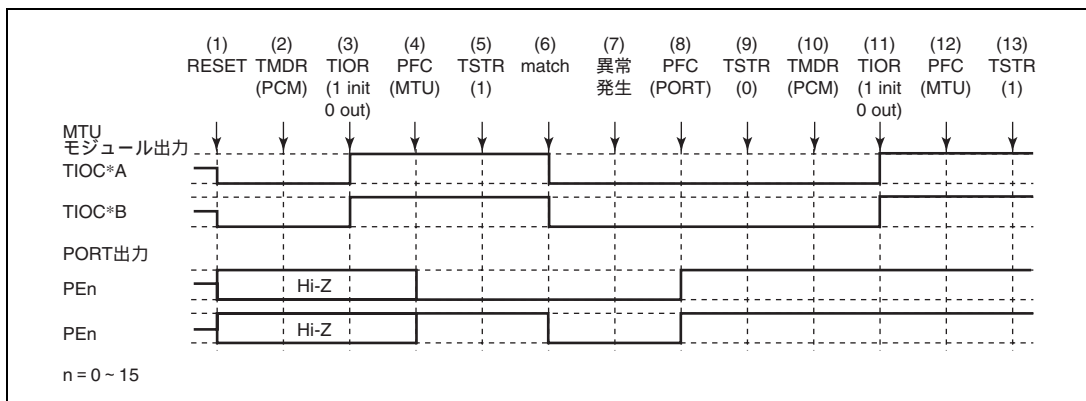 (1) (2) (3) (4) (5) (6) (7) (8) (9) (10) (11) (12) (13)
RESET TMDR TIOR PFC TSTR match 異常 PFC TSTR TMDR TIOR PFC TSTR
(PCM) (1 init (MTU) (1) 発生 (PORT) (0) (PCM) (1 init (MTU) (1)
0 out) 0 out)
MTU
モジュール出力
TIOC*A
TIOC*B
PORT出力
PEn Hi-Z
PEn Hi-Z
n = 0 ~ 15